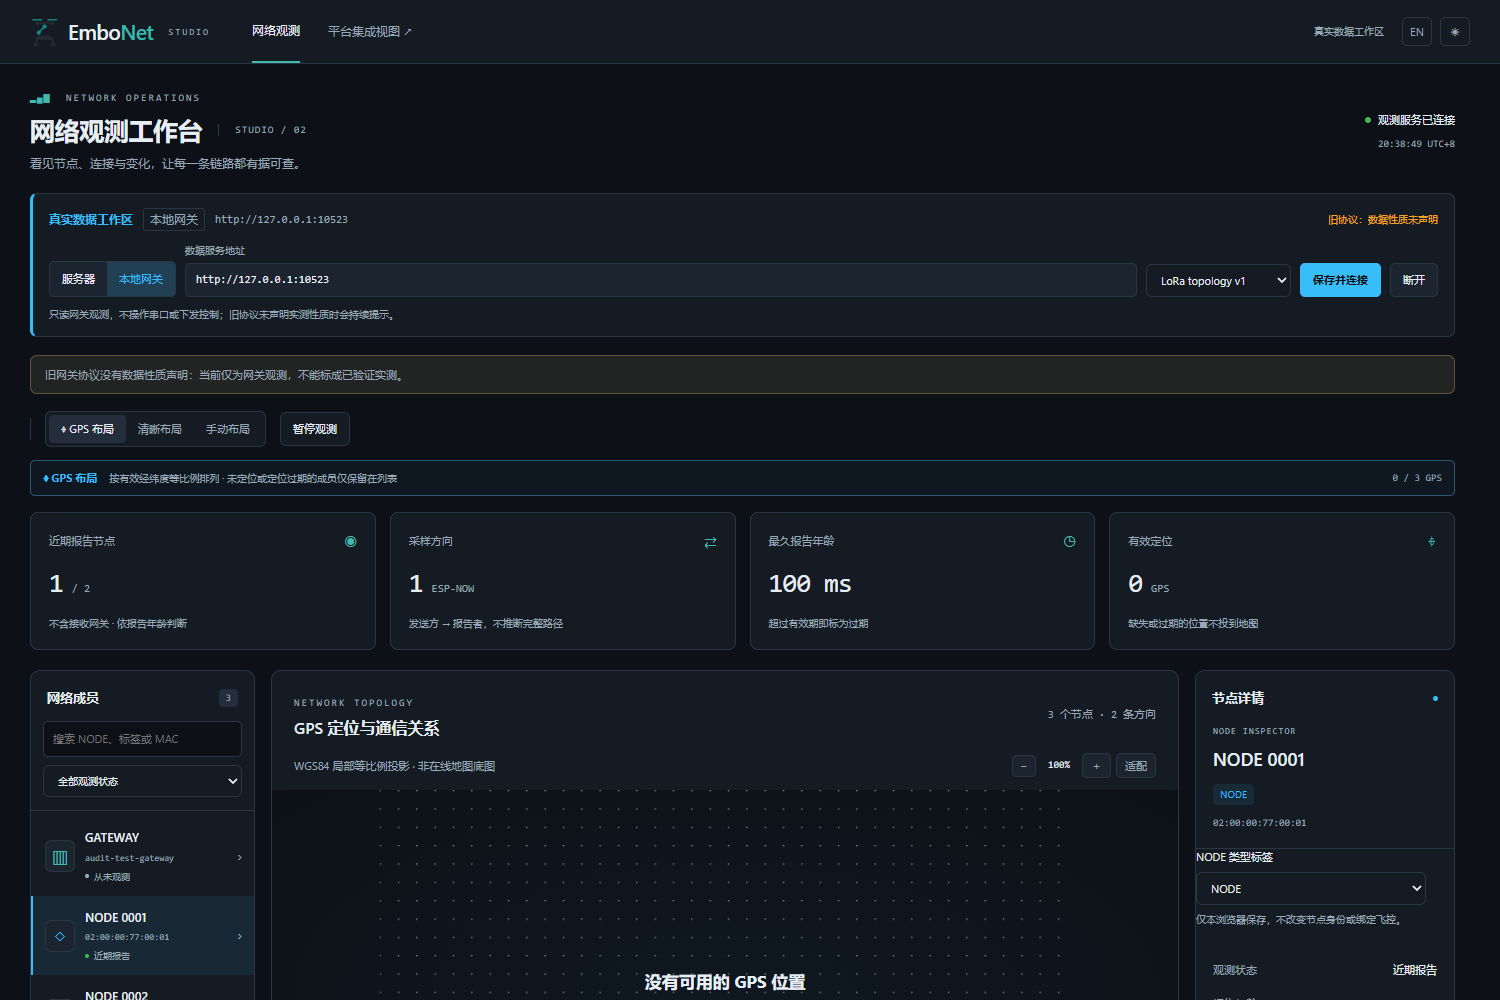 EmboNet STUDIO 网络观测 平台集成视图 ↗ 真实数据工作区 EN
NETWORK OPERATIONS
网络观测工作台 STUDIO / 02
看见节点、连接与变化，让每一条链路都有据可查。
观测服务已连接
20:38:49 UTC+8
真实数据工作区 本地网关 http://127.0.0.1:10523 旧协议：数据性质未声明
数据服务地址
服务器 本地网关 http://127.0.0.1:10523 LoRa topology v1 保存并连接 断开
只读网关观测，不操作串口或下发控制；旧协议未声明实测性质时会持续提示。
旧网关协议没有数据性质声明：当前仅为网关观测，不能标成已验证实测。
GPS 布局 清晰布局 手动布局 暂停观测
GPS 布局 按有效经纬度等比例排列 · 未定位或定位过期的成员仅保留在列表 0 / 3 GPS
近期报告节点
1 / 2
不含接收网关 · 依报告年龄判断
采样方向
1 ESP-NOW
发送方 → 报告者，不推断完整路径
最久报告年龄
100 ms
超过有效期即标为过期
有效定位
0 GPS
缺失或过期的位置不投到地图
网络成员 3
搜索 NODE、标签或 MAC
全部观测状态
GATEWAY
audit-test-gateway
从未观测
NODE 0001
02:00:00:77:00:01
近期报告
NODE 0002
NETWORK TOPOLOGY
GPS 定位与通信关系
3 个节点 · 2 条方向
WGS84 局部等比例投影 · 非在线地图底图
− 100% + 适配
没有可用的 GPS 位置
节点详情
NODE INSPECTOR
NODE 0001
NODE
02:00:00:77:00:01
NODE 类型标签
NODE
仅本浏览器保存，不改变节点身份或绑定飞控。
观测状态 近期报告